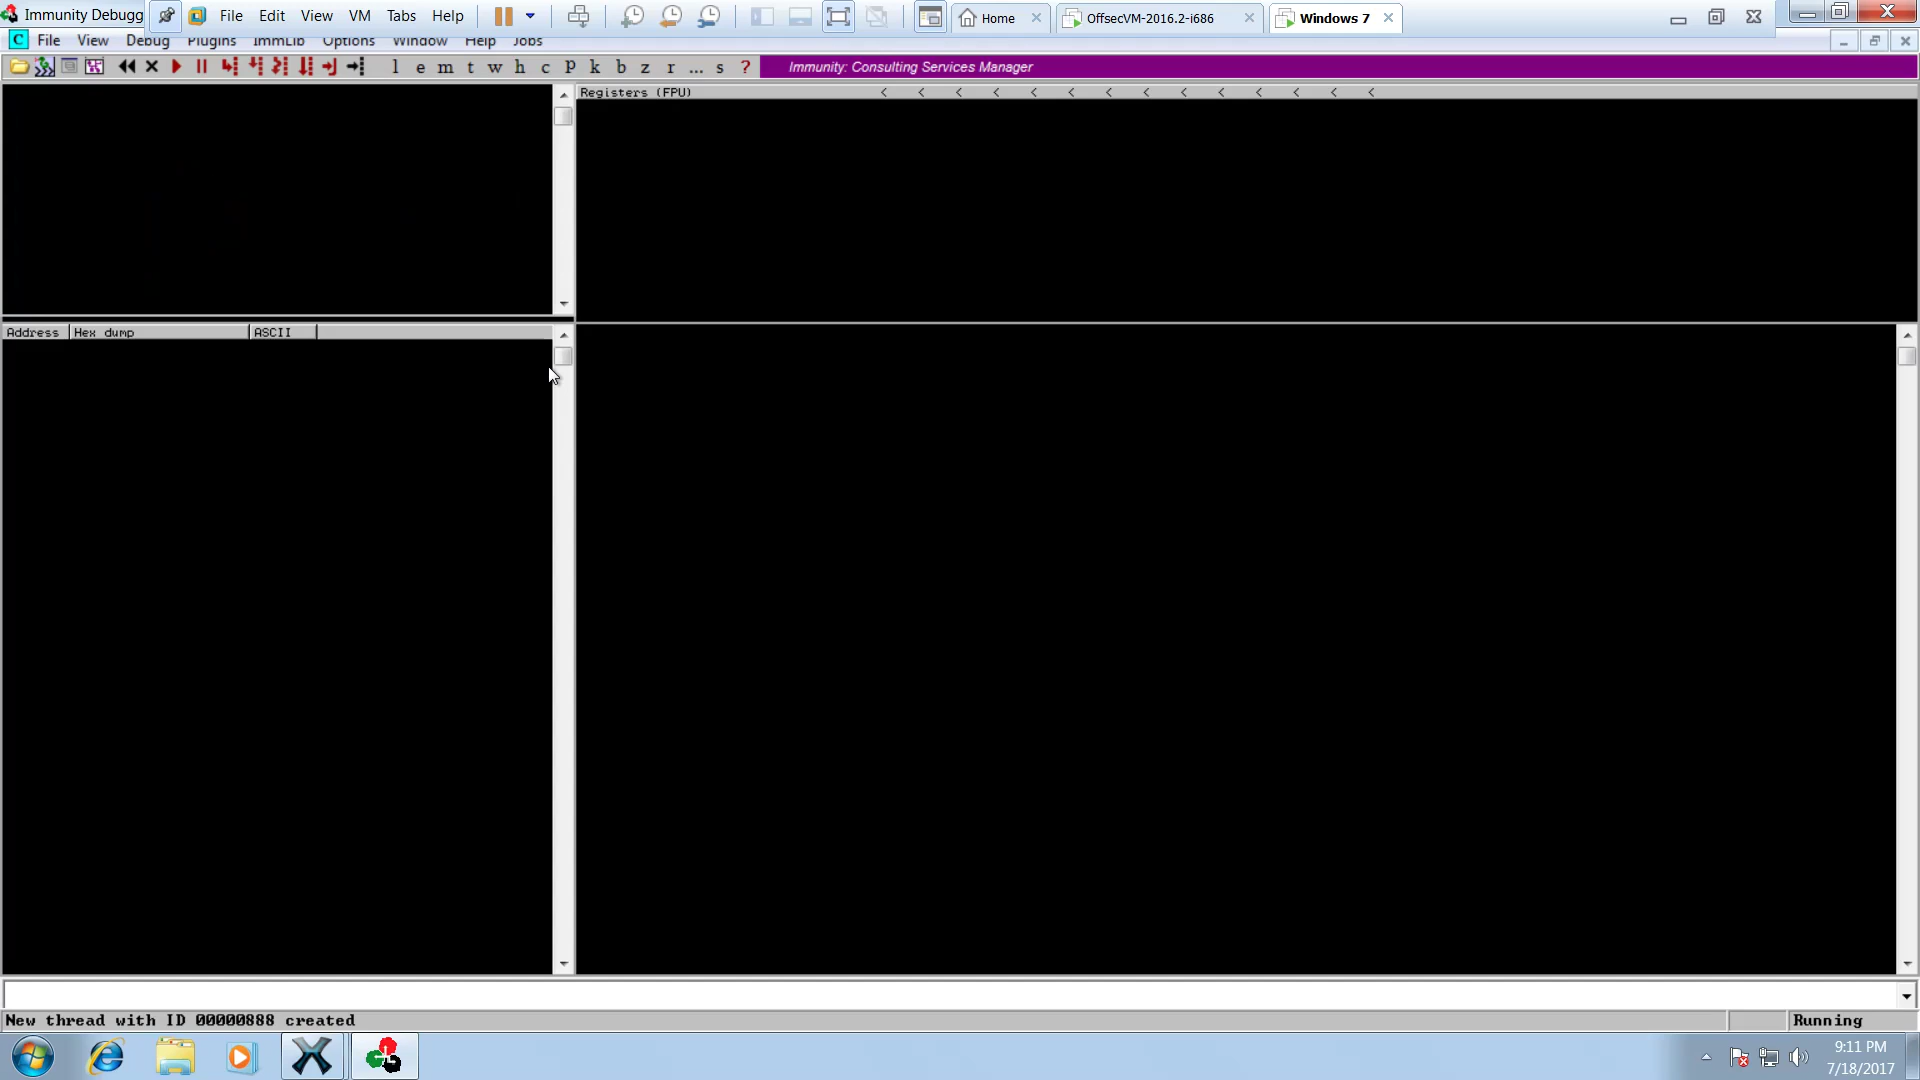 Immunity Debugg File Edit View VM Tabs Help Home OffsecVM-2016.2-i686 Windows 7
C File View Debug Plugins ImmLib Options Window Help Jobs
l e m t w h c p k b z r ... s ? Immunity: Consulting Services Manager
Registers (FPU) < < < < < < < < < < < < < <
Address Hex dump ASCII
New thread with ID 00000888 created Running
9:11 PM
7/18/2017